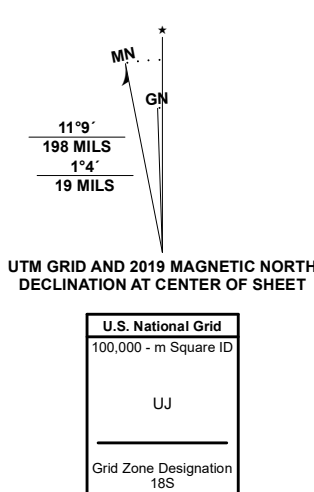 ★
MN
GN
11°9´
198 MILS
1°4´
19 MILS
UTM GRID AND 2019 MAGNETIC NORTH
DECLINATION AT CENTER OF SHEET
U.S. National Grid
100,000 - m Square ID
UJ
Grid Zone Designation
18S